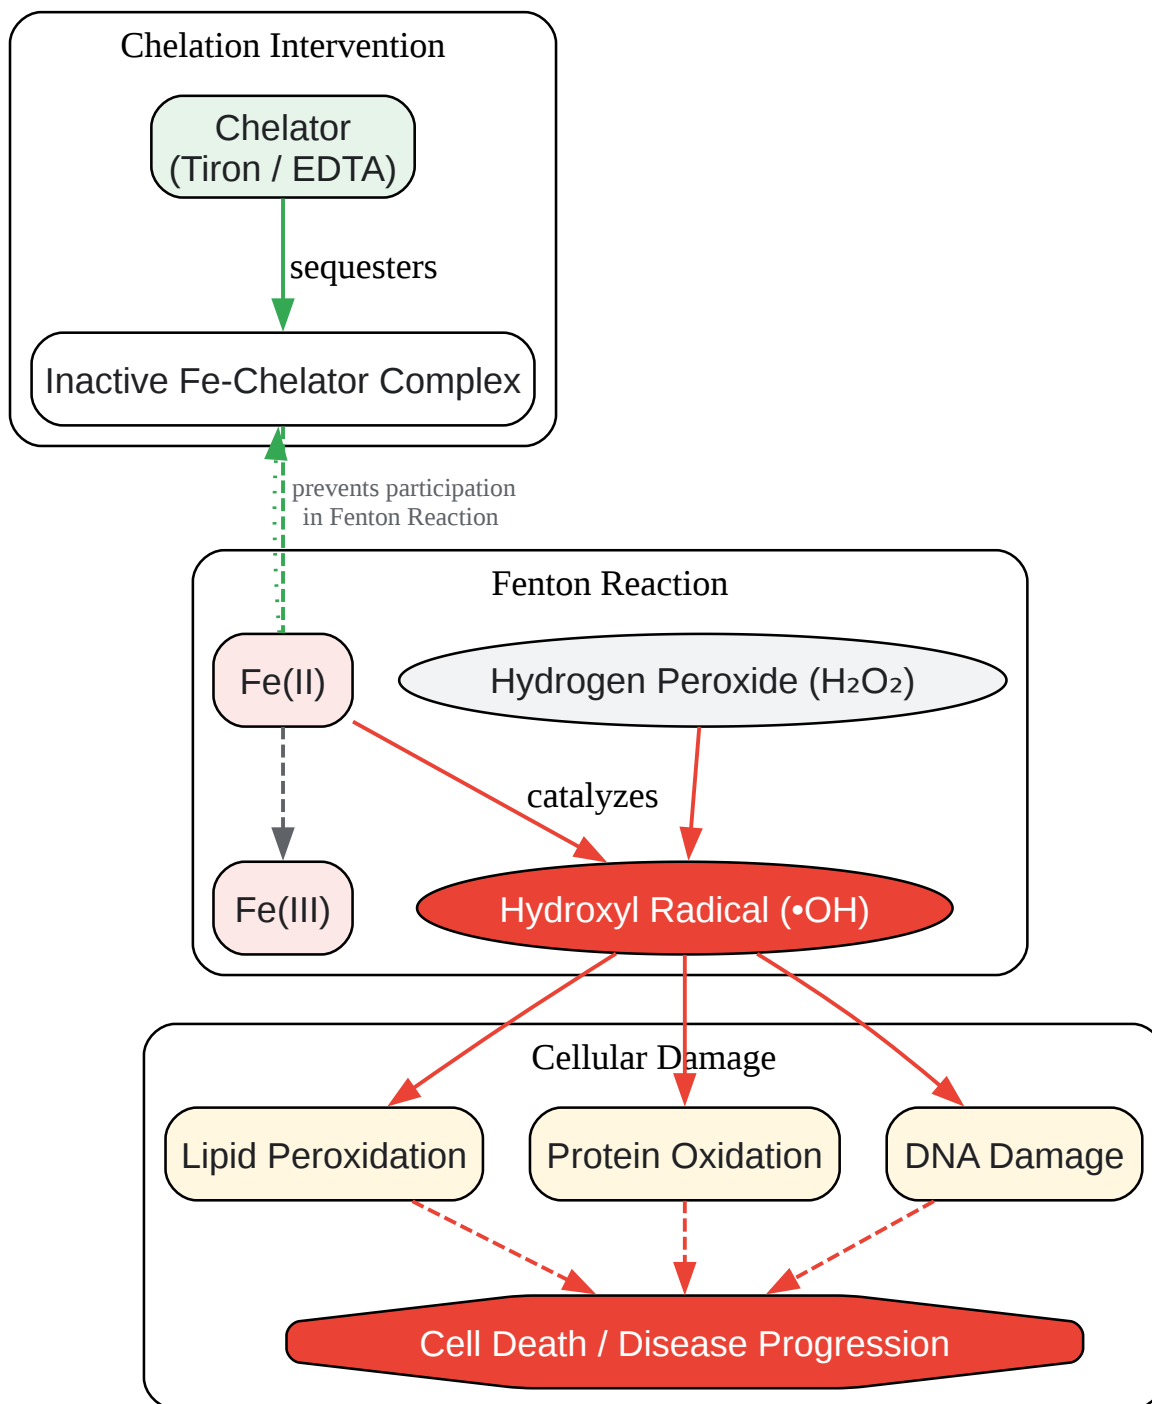 Chelation Intervention
Chelator
(Tiron / EDTA)
sequesters
Inactive Fe-Chelator Complex
prevents participation
in Fenton Reaction
Fenton Reaction
Fe(II)
Hydrogen Peroxide (H₂O₂)
catalyzes
Fe(III)
Hydroxyl Radical (•OH)
Cellular Damage
Lipid Peroxidation
Protein Oxidation
DNA Damage
Cell Death / Disease Progression